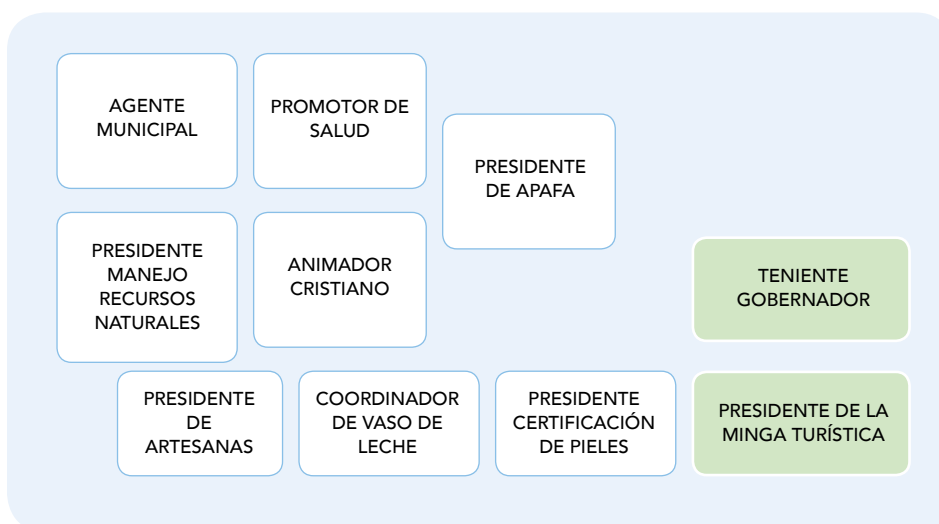 AGENTE
MUNICIPAL
PROMOTOR DE
SALUD
PRESIDENTE
DE APAFA
PRESIDENTE
MANEJO
RECURSOS
NATURALES
ANIMADOR
CRISTIANO
TENIENTE
GOBERNADOR
PRESIDENTE
DE
ARTESANAS
COORDINADOR
DE VASO DE
LECHE
PRESIDENTE
CERTIFICACIÓN
DE PIELES
PRESIDENTE DE LA
MINGA TURÍSTICA